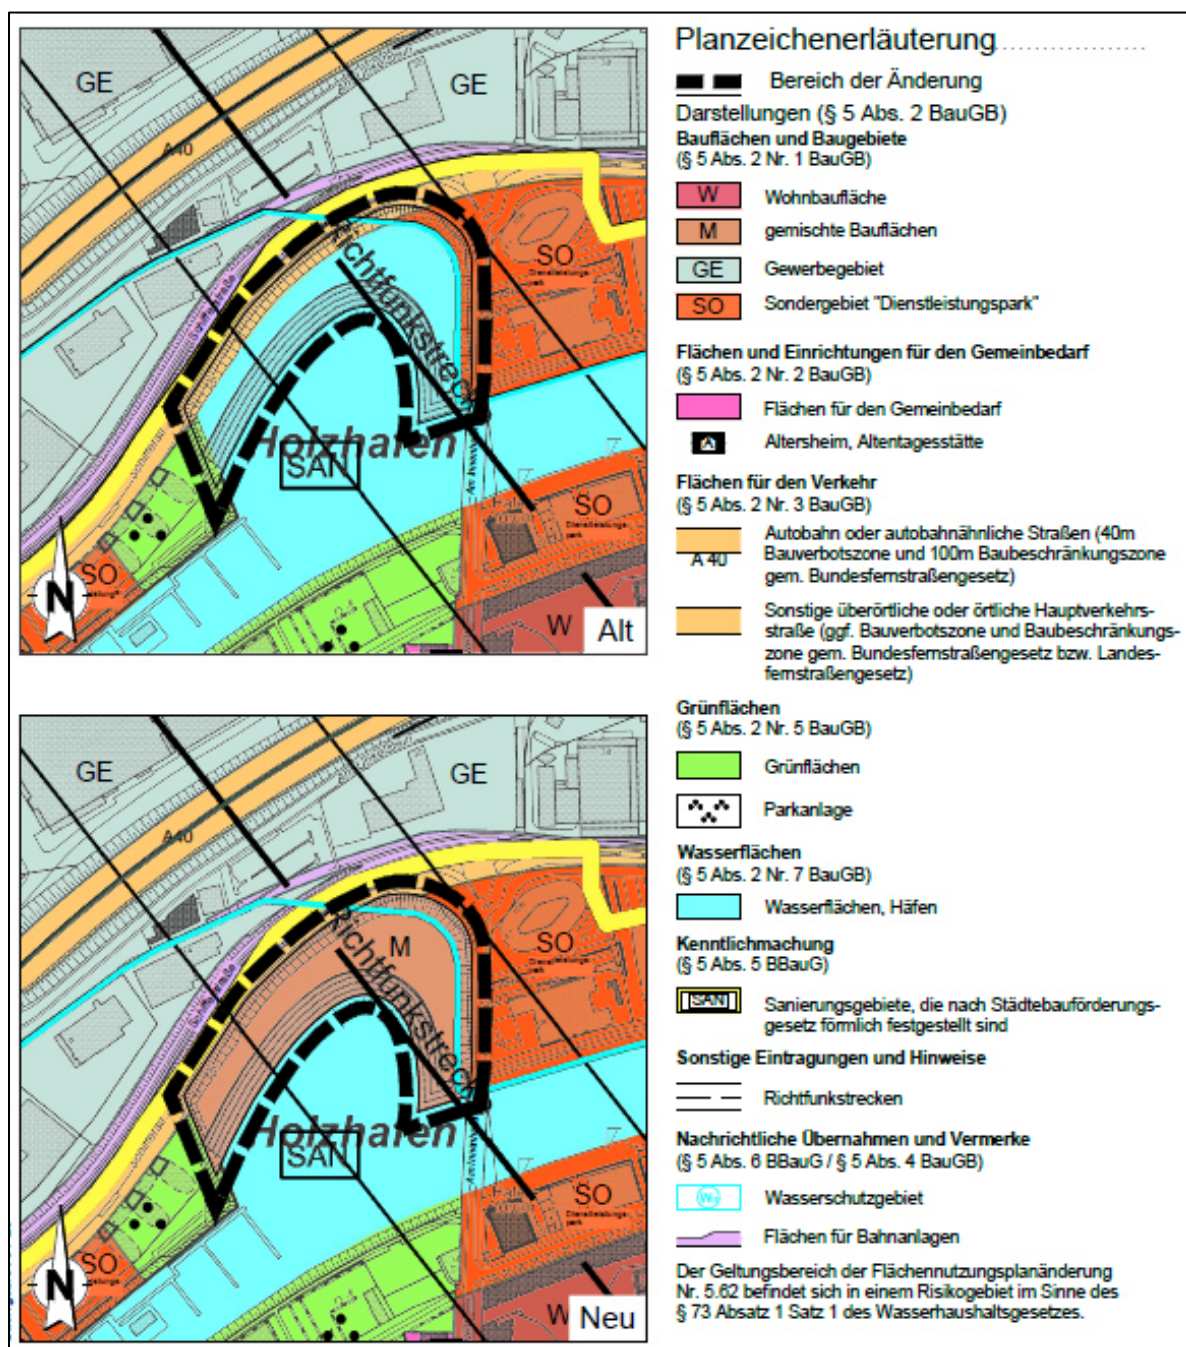 GE
GE
A40
Richtfunkstreck
SO
Dienstleistungs
park
Holzhafen
SAN
SO
Dienstleistungs
park
SO
N
W
Alt
GE
GE
A40
M
Richtfunkstreck
SO
Holzhafen
SAN
SO
Dienstleistungs
park
SO
N
W
Neu
Planzeichenerläuterung
Bereich der Änderung
Darstellungen (§ 5 Abs. 2 BauGB)
Bauflächen und Baugebiete
(§ 5 Abs. 2 Nr. 1 BauGB)
W Wohnbaufläche
M gemischte Bauflächen
GE Gewerbegebiet
SO Sondergebiet "Dienstleistungspark"
Flächen und Einrichtungen für den Gemeinbedarf
(§ 5 Abs. 2 Nr. 2 BauGB)
Flächen für den Gemeinbedarf
Altersheim, Altentagesstätte
Flächen für den Verkehr
(§ 5 Abs. 2 Nr. 3 BauGB)
Autobahn oder autobahnähnliche Straßen (40m
Bauverbotszone und 100m Baubeschränkungszone
A 40 gem. Bundesfernstraßengesetz)
Sonstige überörtliche oder örtliche Hauptverkehrs-
straße (ggf. Bauverbotszone und Baubeschränkungs-
zone gem. Bundesfernstraßengesetz bzw. Landes-
fernstraßengesetz)
Grünflächen
(§ 5 Abs. 2 Nr. 5 BauGB)
Grünflächen
Parkanlage
Wasserflächen
(§ 5 Abs. 2 Nr. 7 BauGB)
Wasserflächen, Häfen
Kenntlichmachung
(§ 5 Abs. 5 BBauG)
SAN Sanierungsgebiete, die nach Städtebauförderungs-
gesetz förmlich festgestellt sind
Sonstige Eintragungen und Hinweise
Richtfunkstrecken
Nachrichtliche Übernahmen und Vermerke
(§ 5 Abs. 6 BBauG / § 5 Abs. 4 BauGB)
Wasserschutzgebiet
Flächen für Bahnanlagen
Der Geltungsbereich der Flächennutzungsplanänderung
Nr. 5.62 befindet sich in einem Risikogebiet im Sinne des
§ 73 Absatz 1 Satz 1 des Wasserhaushaltsgesetzes.